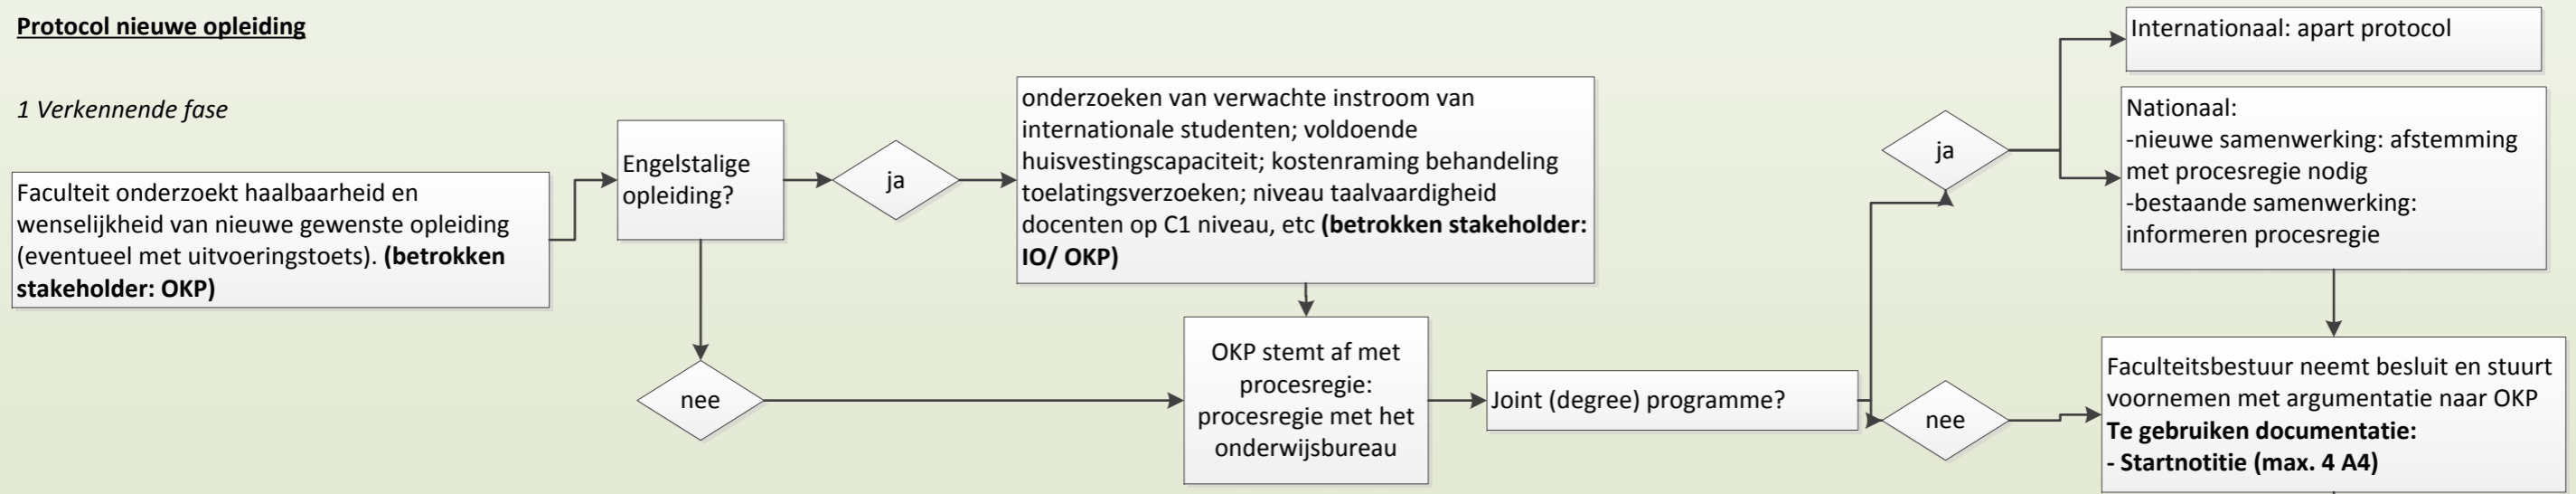 Protocol nieuwe opleiding
1 Verkennende fase
Faculteit onderzoekt haalbaarheid en
wenselijkheid van nieuwe gewenste opleiding
(eventueel met uitvoeringstoets). (betrokken
stakeholder: OKP)
Engelstalige
opleiding?
ja
onderzoeken van verwachte instroom van
internationale studenten; voldoende
huisvestingscapaciteit; kostenraming behandeling
toelatingsverzoeken; niveau taalvaardigheid
docenten op C1 niveau, etc (betrokken stakeholder:
IO/ OKP)
nee
OKP stemt af met
procesregie:
procesregie met het
onderwijsbureau
Joint (degree) programme?
ja
Internationaal: apart protocol
Nationaal:
-nieuwe samenwerking: afstemming
met procesregie nodig
-bestaande samenwerking:
informeren procesregie
nee
Faculteitsbestuur neemt besluit en stuurt
voornemen met argumentatie naar OKP
Te gebruiken documentatie:
- Startnotitie (max. 4 A4)